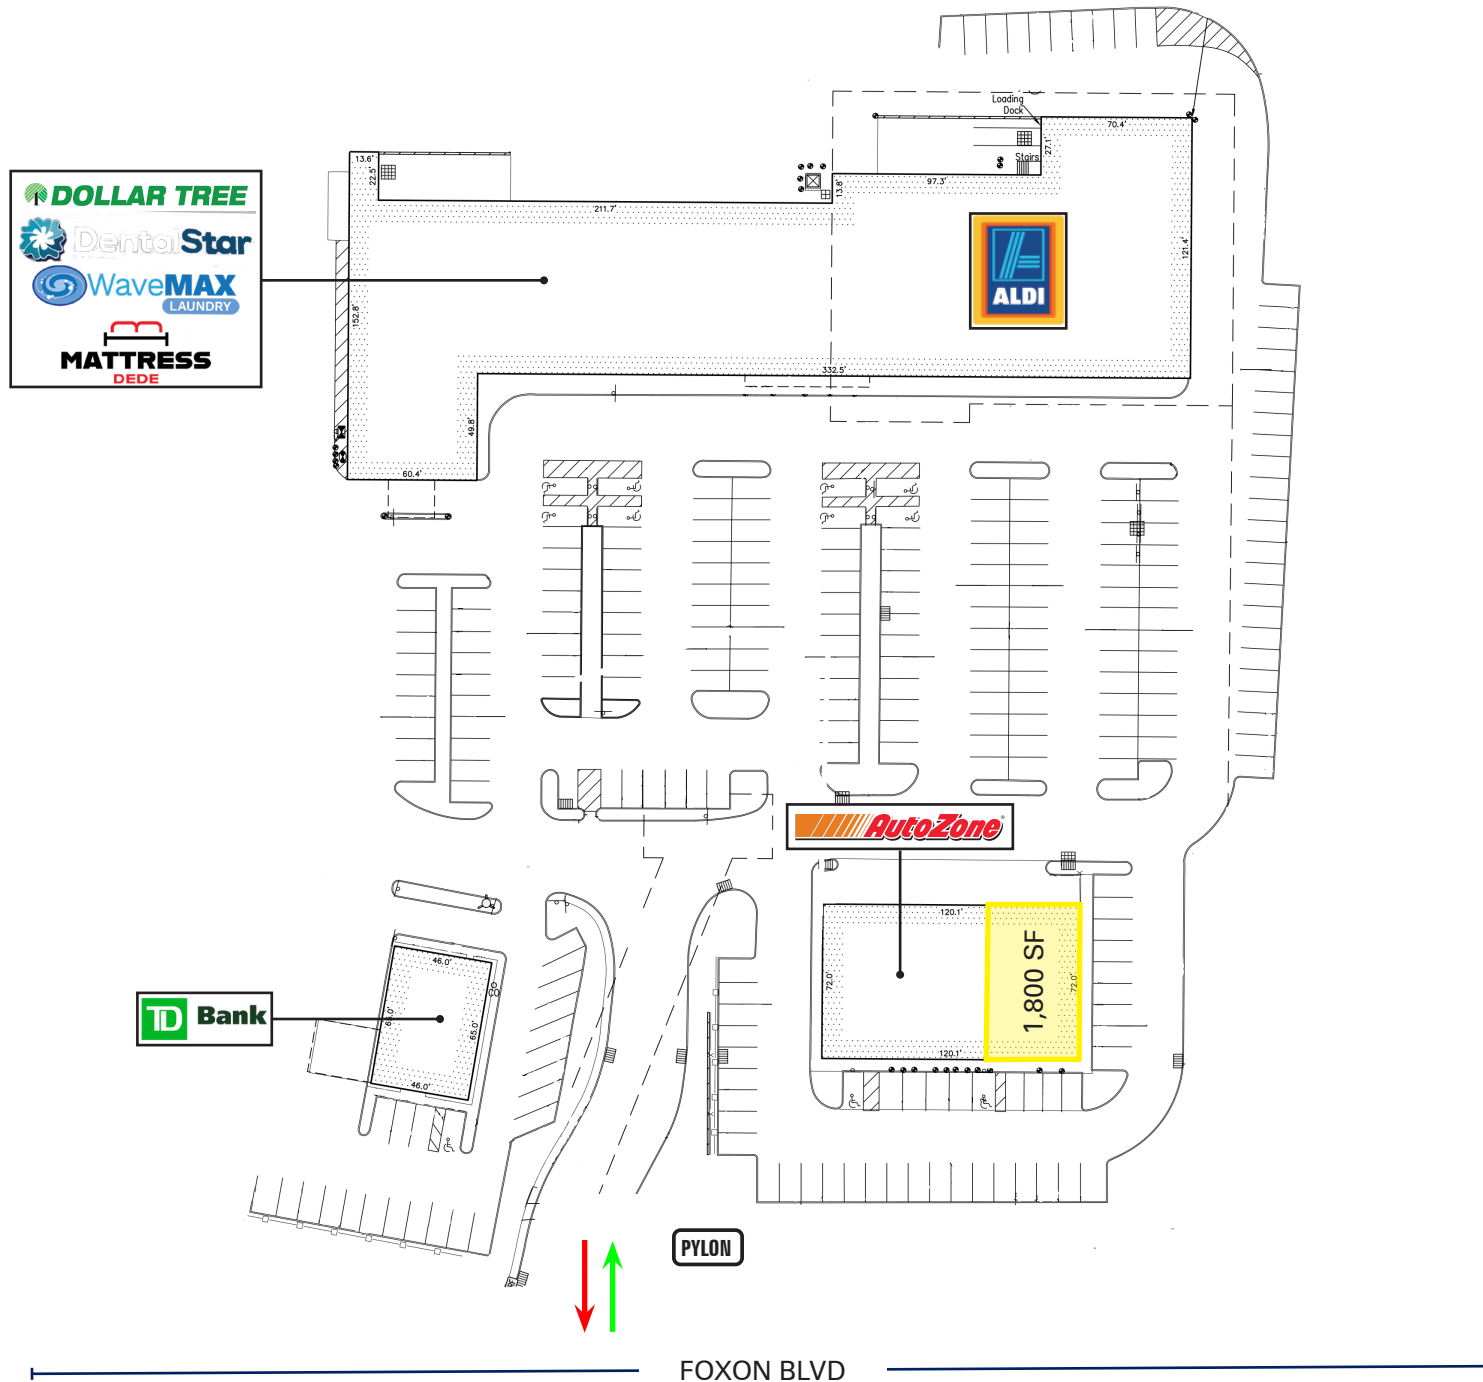 Loading
Dock
70.4'
27.1'
Stairs
13.6'
22.5'
97.3'
13.8'
211.7'
DOLLAR TREE
DentalStar
WaveMAX
LAUNDRY
MATTRESS
DEDE
ALDI
121.4'
152.8'
332.5'
49.8'
60.4'
AutoZone
120.1'
72.0'
72.0'
1,800 SF
120.1'
46.0'
65.0'
65.0'
46.0'
TD Bank
PYLON
FOXON BLVD